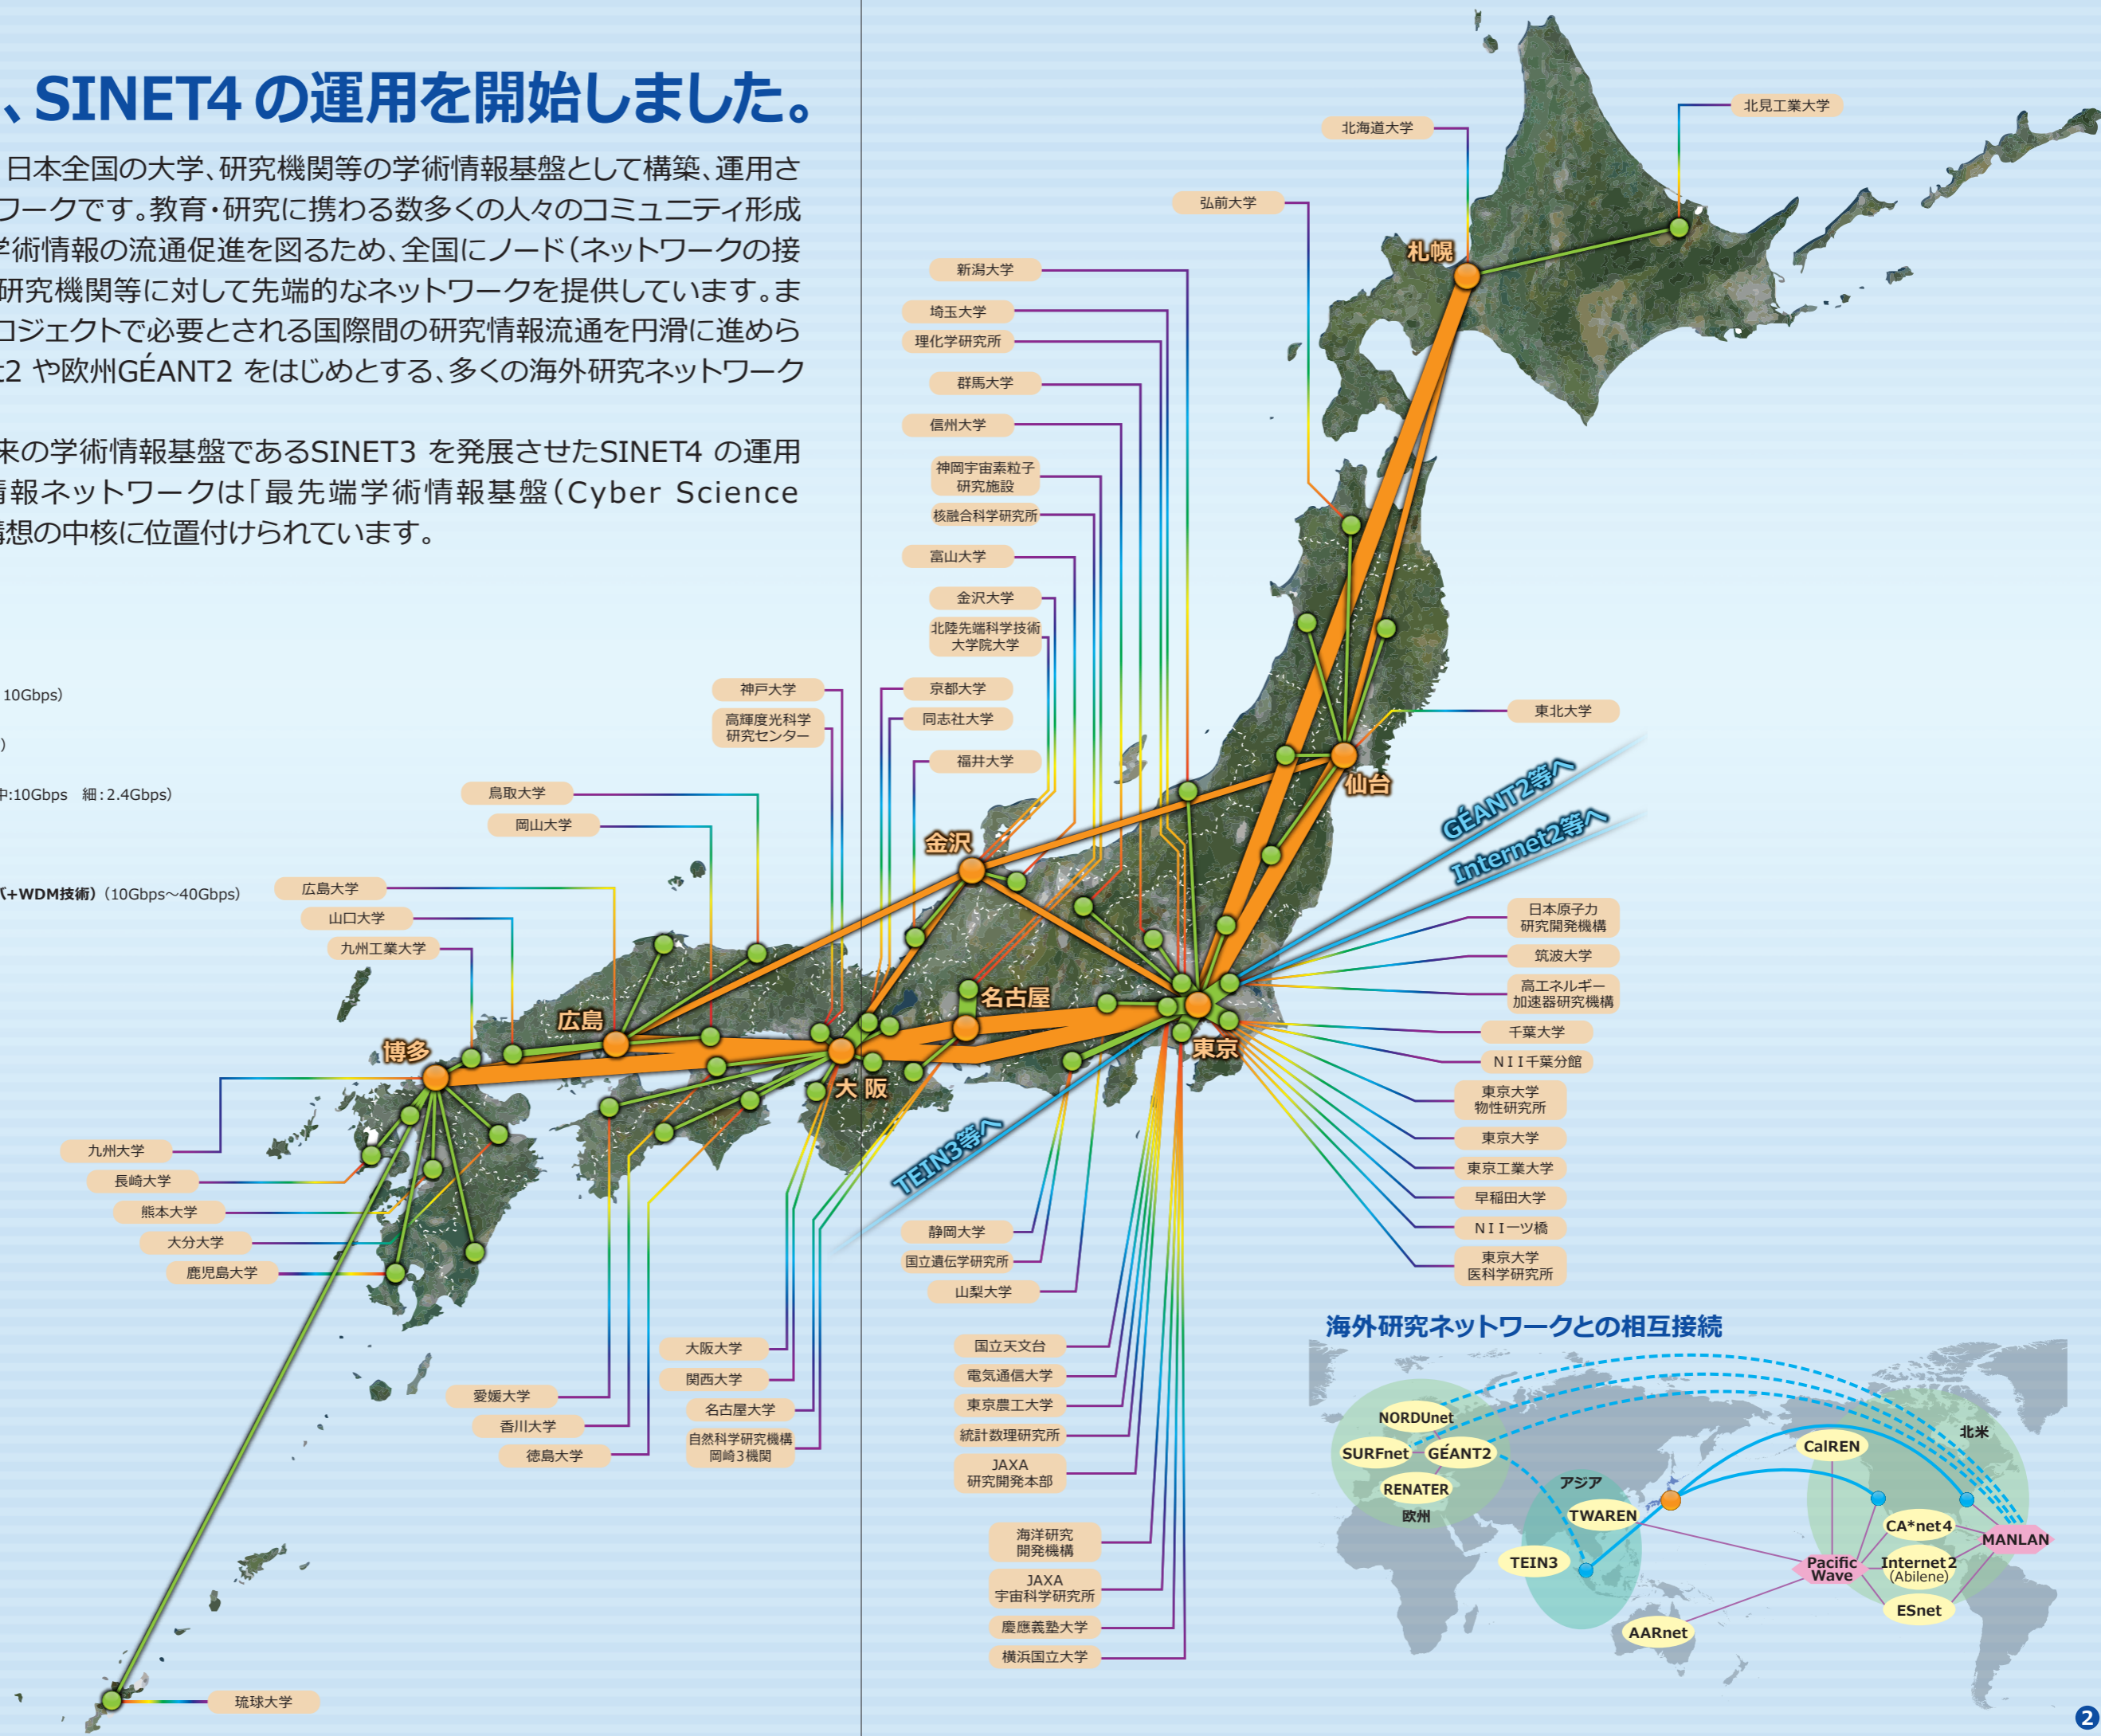 、SINET4 の運用を開始しました。
日本全国の大学、研究機関等の学術情報基盤として構築、運用さ
ワークです。教育・研究に携わる数多くの人々のコミュニティ形成
学術情報の流通促進を図るため、全国にノード（ネットワークの接
研究機関等に対して先端的なネットワークを提供しています。ま
ロジェクトで必要とされる国際間の研究情報流通を円滑に進めら
t2 や欧州GÉANT2 をはじめとする、多くの海外研究ネットワーク
来の学術情報基盤であるSINET3 を発展させたSINET4 の運用
情報ネットワークは「最先端学術情報基盤（Cyber Science
構想の中核に位置付けられています。
10Gbps）
）
中:10Gbps 細:2.4Gbps）
+WDM技術）（10Gbps～40Gbps）
北見工業大学
北海道大学
弘前大学
札幌
新潟大学
埼玉大学
理化学研究所
群馬大学
信州大学
神岡宇宙素粒子
研究施設
核融合科学研究所
富山大学
金沢大学
北陸先端科学技術
大学院大学
京都大学
同志社大学
福井大学
神戸大学
高輝度光科学
研究センター
鳥取大学
岡山大学
広島大学
山口大学
九州工業大学
東北大学
仙台
GÉANT2等へ
Internet2等へ
金沢
名古屋
広島
博多
大阪
東京
TEIN3等へ
日本原子力
研究開発機構
筑波大学
高エネルギー
加速器研究機構
千葉大学
NII千葉分館
東京大学
物性研究所
東京大学
東京工業大学
早稲田大学
NII一ツ橋
東京大学
医科学研究所
九州大学
長崎大学
熊本大学
大分大学
鹿児島大学
静岡大学
国立遺伝学研究所
山梨大学
大阪大学
関西大学
名古屋大学
自然科学研究機構
岡崎3機関
愛媛大学
香川大学
徳島大学
国立天文台
電気通信大学
東京農工大学
統計数理研究所
JAXA
研究開発本部
海洋研究
開発機構
JAXA
宇宙科学研究所
慶應義塾大学
横浜国立大学
琉球大学
海外研究ネットワークとの相互接続
NORDUnet
SURFnet
GÉANT2
RENATER
欧州
アジア
TWAREN
TEIN3
AARnet
北米
CalREN
CA*net4
MANLAN
Pacific
Wave
Internet2
(Abilene)
ESnet
2